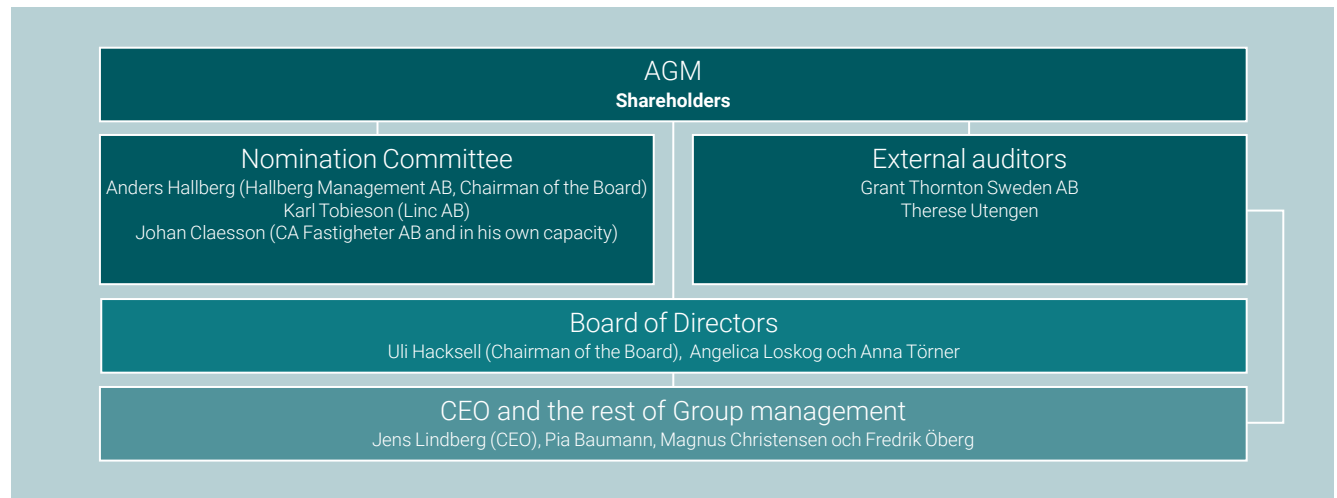 AGM
Shareholders
Nomination Committee
Anders Hallberg (Hallberg Management AB, Chairman of the Board)
Karl Tobieson (Linc AB)
Johan Claesson (CA Fastigheter AB and in his own capacity)
External auditors
Grant Thornton Sweden AB
Therese Utengen
Board of Directors
Uli Hacksell (Chairman of the Board), Angelica Loskog och Anna Törner
CEO and the rest of Group management
Jens Lindberg (CEO), Pia Baumann, Magnus Christensen och Fredrik Öberg